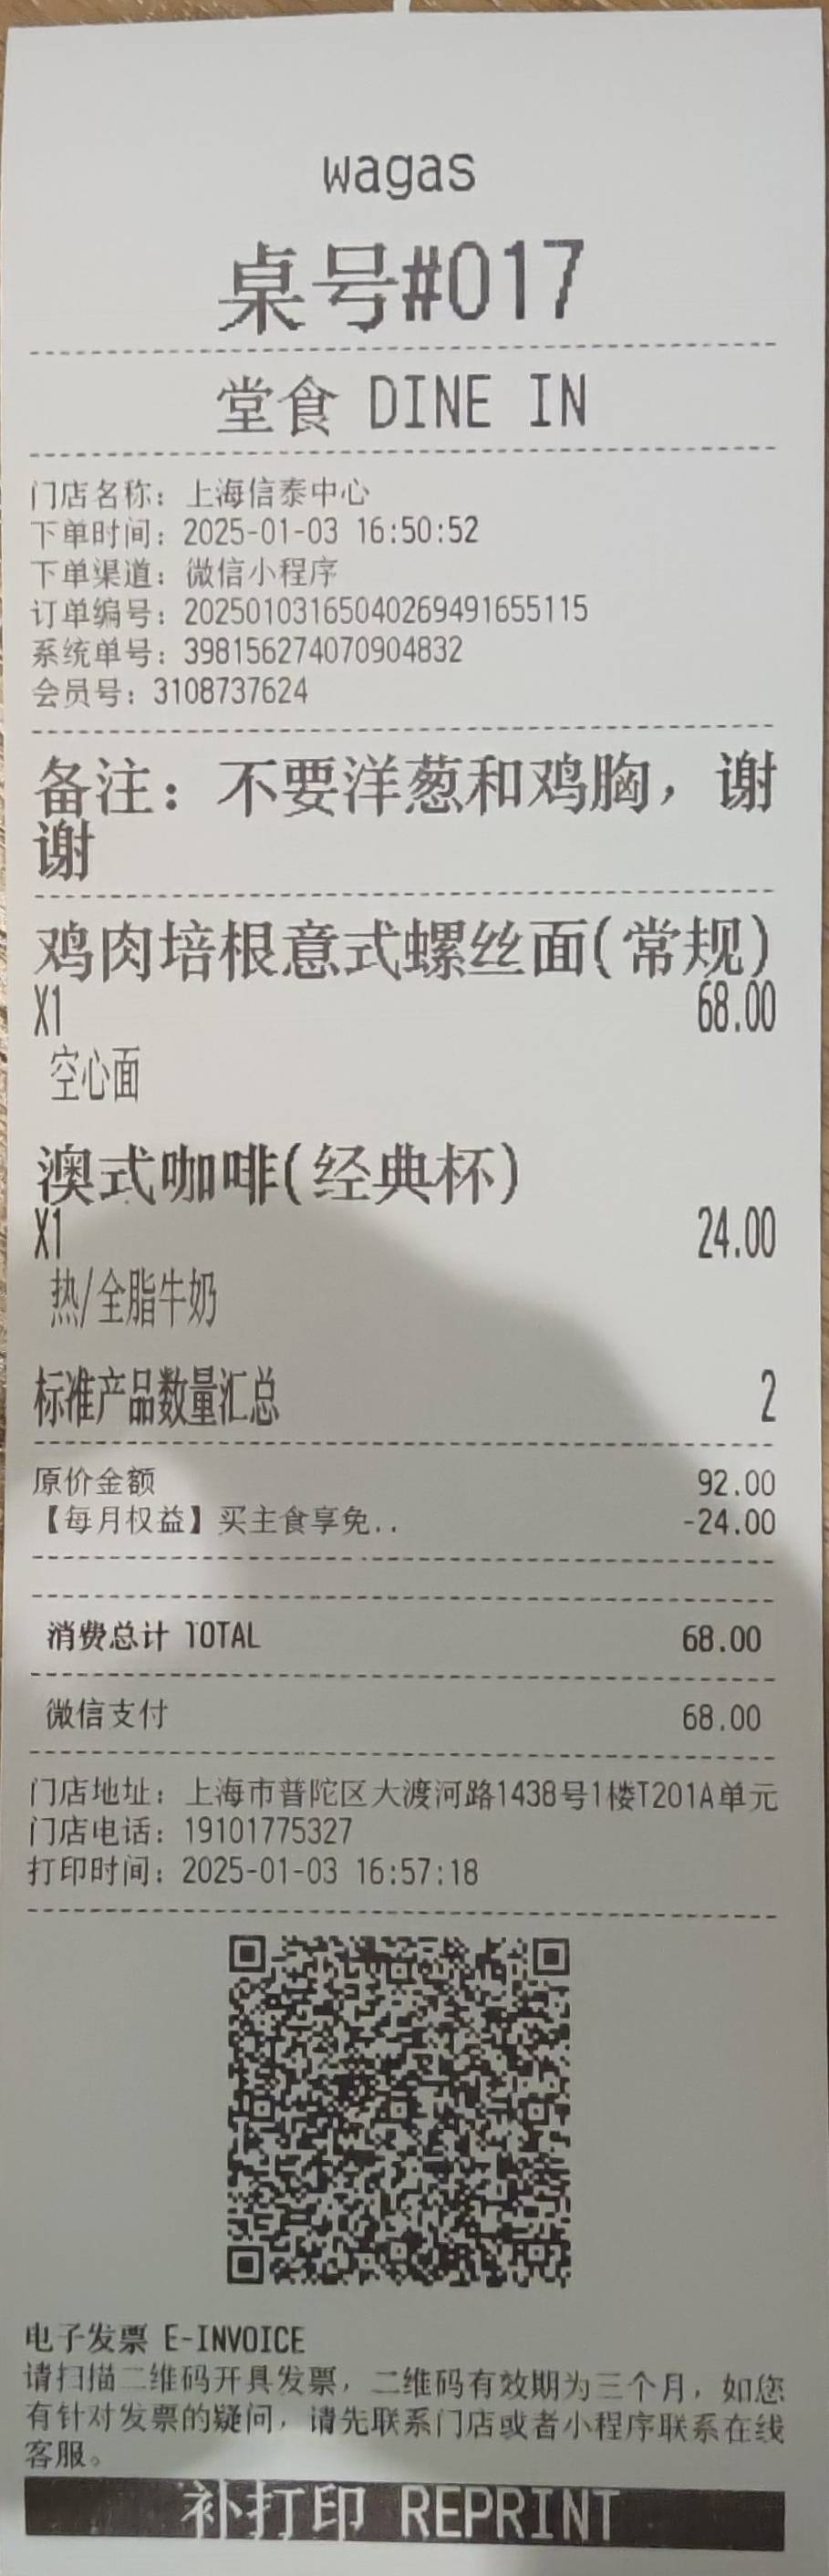 wagas
桌号#017
堂食 DINE IN
门店名称：上海信泰中心
下单时间：2025-01-03 16:50:52
下单渠道：微信小程序
订单编号：20250103165040269491655115
系统单号：398156274070904832
会员号：3108737624
备注：不要洋葱和鸡胸，谢
谢
鸡肉培根意式螺丝面(常规)
X1 68.00
空心面
澳式咖啡(经典杯)
X1 24.00
热/全脂牛奶
标准产品数量汇总 2
原价金额 92.00
【每月权益】买主食享免.. -24.00
消费总计 TOTAL 68.00
微信支付 68.00
门店地址：上海市普陀区大渡河路1438号1楼T201A单元
门店电话：19101775327
打印时间：2025-01-03 16:57:18
电子发票 E-INVOICE
请扫描二维码开具发票，二维码有效期为三个月，如您
有针对发票的疑问，请先联系门店或者小程序联系在线
客服。
补打印 REPRINT